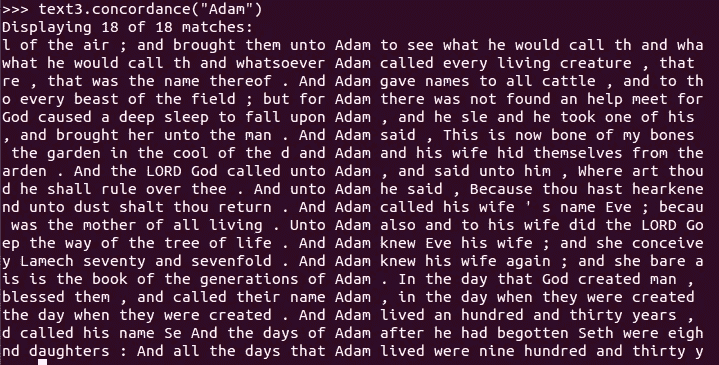 >>> text3.concordance("Adam")
Displaying 18 of 18 matches:
l of the air ; and brought them unto Adam to see what he would call th and wha
what he would call th and whatsoever Adam called every living creature , that
re , that was the name thereof . And Adam gave names to all cattle , and to th
o every beast of the field ; but for Adam there was not found an help meet for
God caused a deep sleep to fall upon Adam , and he sle and he took one of his
, and brought her unto the man . And Adam said , This is now bone of my bones
the garden in the cool of the d and Adam and his wife hid themselves from the
arden . And the LORD God called unto Adam , and said unto him , Where art thou
d he shall rule over thee . And unto Adam he said , Because thou hast hearkene
nd unto dust shalt thou return . And Adam called his wife ' s name Eve ; becau
was the mother of all living . Unto Adam also and to his wife did the LORD Go
ep the way of the tree of life . And Adam knew Eve his wife ; and she conceive
y Lamech seventy and sevenfold . And Adam knew his wife again ; and she bare a
is is the book of the generations of Adam . In the day that God created man ,
blessed them , and called their name Adam , in the day when they were created
the day when they were created . And Adam lived an hundred and thirty years ,
d called his name Se And the days of Adam after he had begotten Seth were eigh
nd daughters : And all the days that Adam lived were nine hundred and thirty y